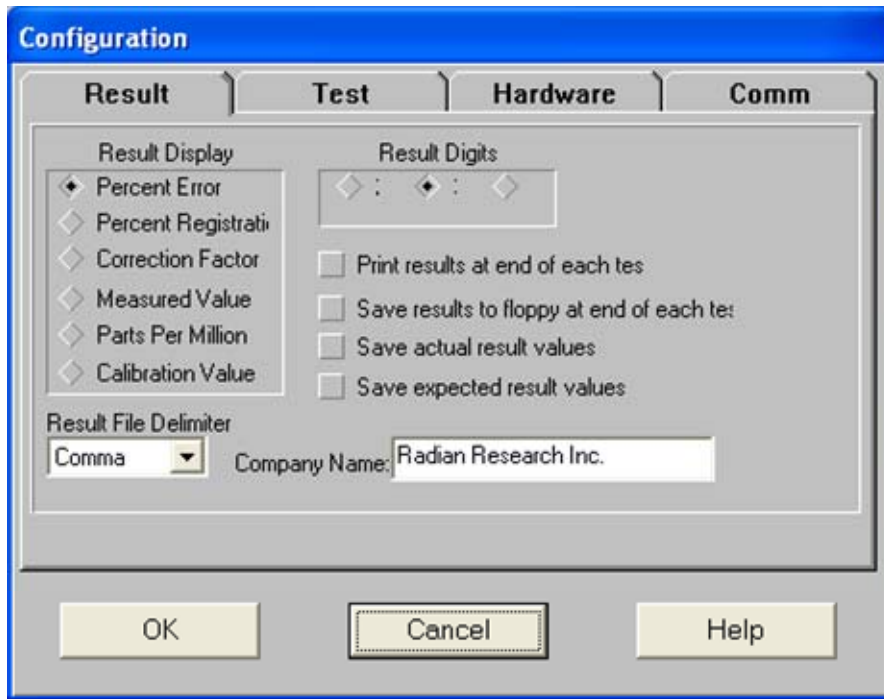 Configuration
Result Test Hardware Comm
Result Display
Percent Error
Percent Registrati
Correction Factor
Measured Value
Parts Per Million
Calibration Value
Result Digits
: :
Print results at end of each tes
Save results to floppy at end of each tes
Save actual result values
Save expected result values
Result File Delimiter
Comma
Company Name: Radian Research Inc.
OK Cancel Help